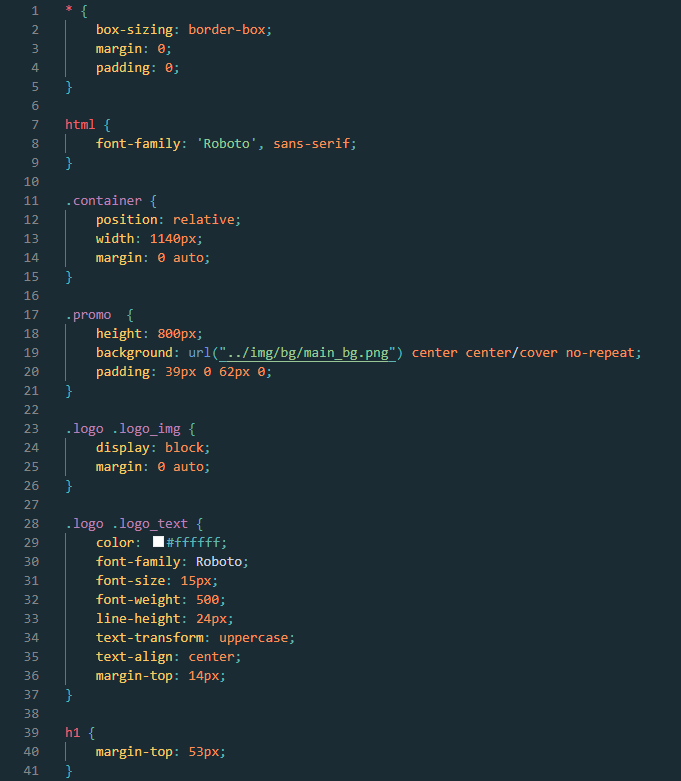 1 * {
2     box-sizing: border-box;
3     margin: 0;
4     padding: 0;
5 }
6
7 html {
8     font-family: 'Roboto', sans-serif;
9 }
10
11 .container {
12     position: relative;
13     width: 1140px;
14     margin: 0 auto;
15 }
16
17 .promo  {
18     height: 800px;
19     background: url("../img/bg/main_bg.png") center center/cover no-repeat;
20     padding: 39px 0 62px 0;
21 }
22
23 .logo .logo_img {
24     display: block;
25     margin: 0 auto;
26 }
27
28 .logo .logo_text {
29     color: #ffffff;
30     font-family: Roboto;
31     font-size: 15px;
32     font-weight: 500;
33     line-height: 24px;
34     text-transform: uppercase;
35     text-align: center;
36     margin-top: 14px;
37 }
38
39 h1 {
40     margin-top: 53px;
41 }